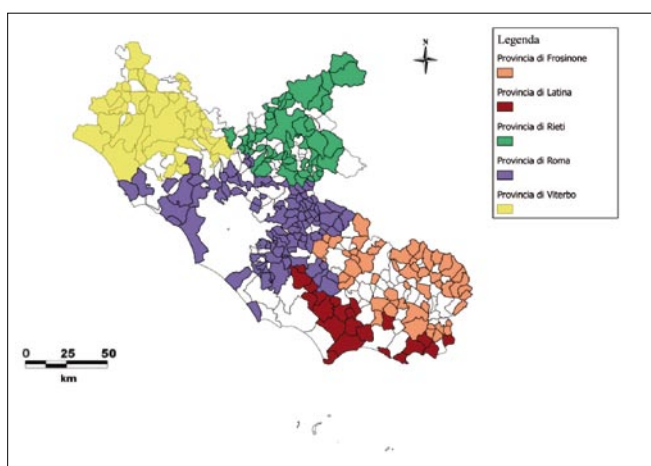 N
Legenda
Provincia di Frosinone
Provincia di Latina
Provincia di Rieti
Provincia di Roma
Provincia di Viterbo
0 25 50
km